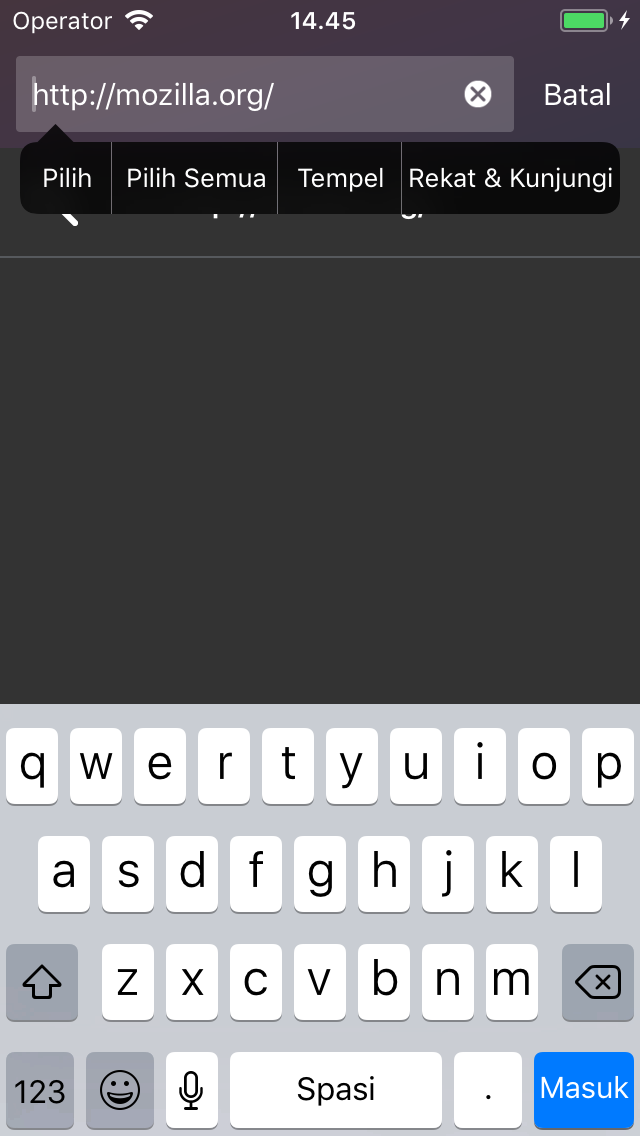 Operator 14.45
http://mozilla.org/ Batal
Pilih Pilih Semua Tempel Rekat & Kunjungi
q w e r t y u i o p
a s d f g h j k l
z x c v b n m
123 Spasi . Masuk